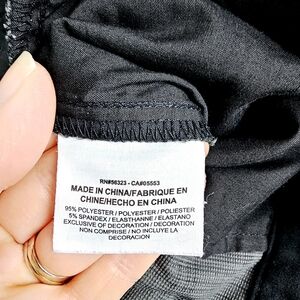 RN#56323 - CA#05553
MADE IN CHINA/FABRIQUE EN
CHINE/HECHO EN CHINA
95% POLYESTER / POLYESTER / POLIESTER
5% SPANDEX / ELASTHANNE / ELASTANO
EXCLUSIVE OF DECORATION / DECORATION
NON COMPRISE / NO INCLUYE LA
DECORACION